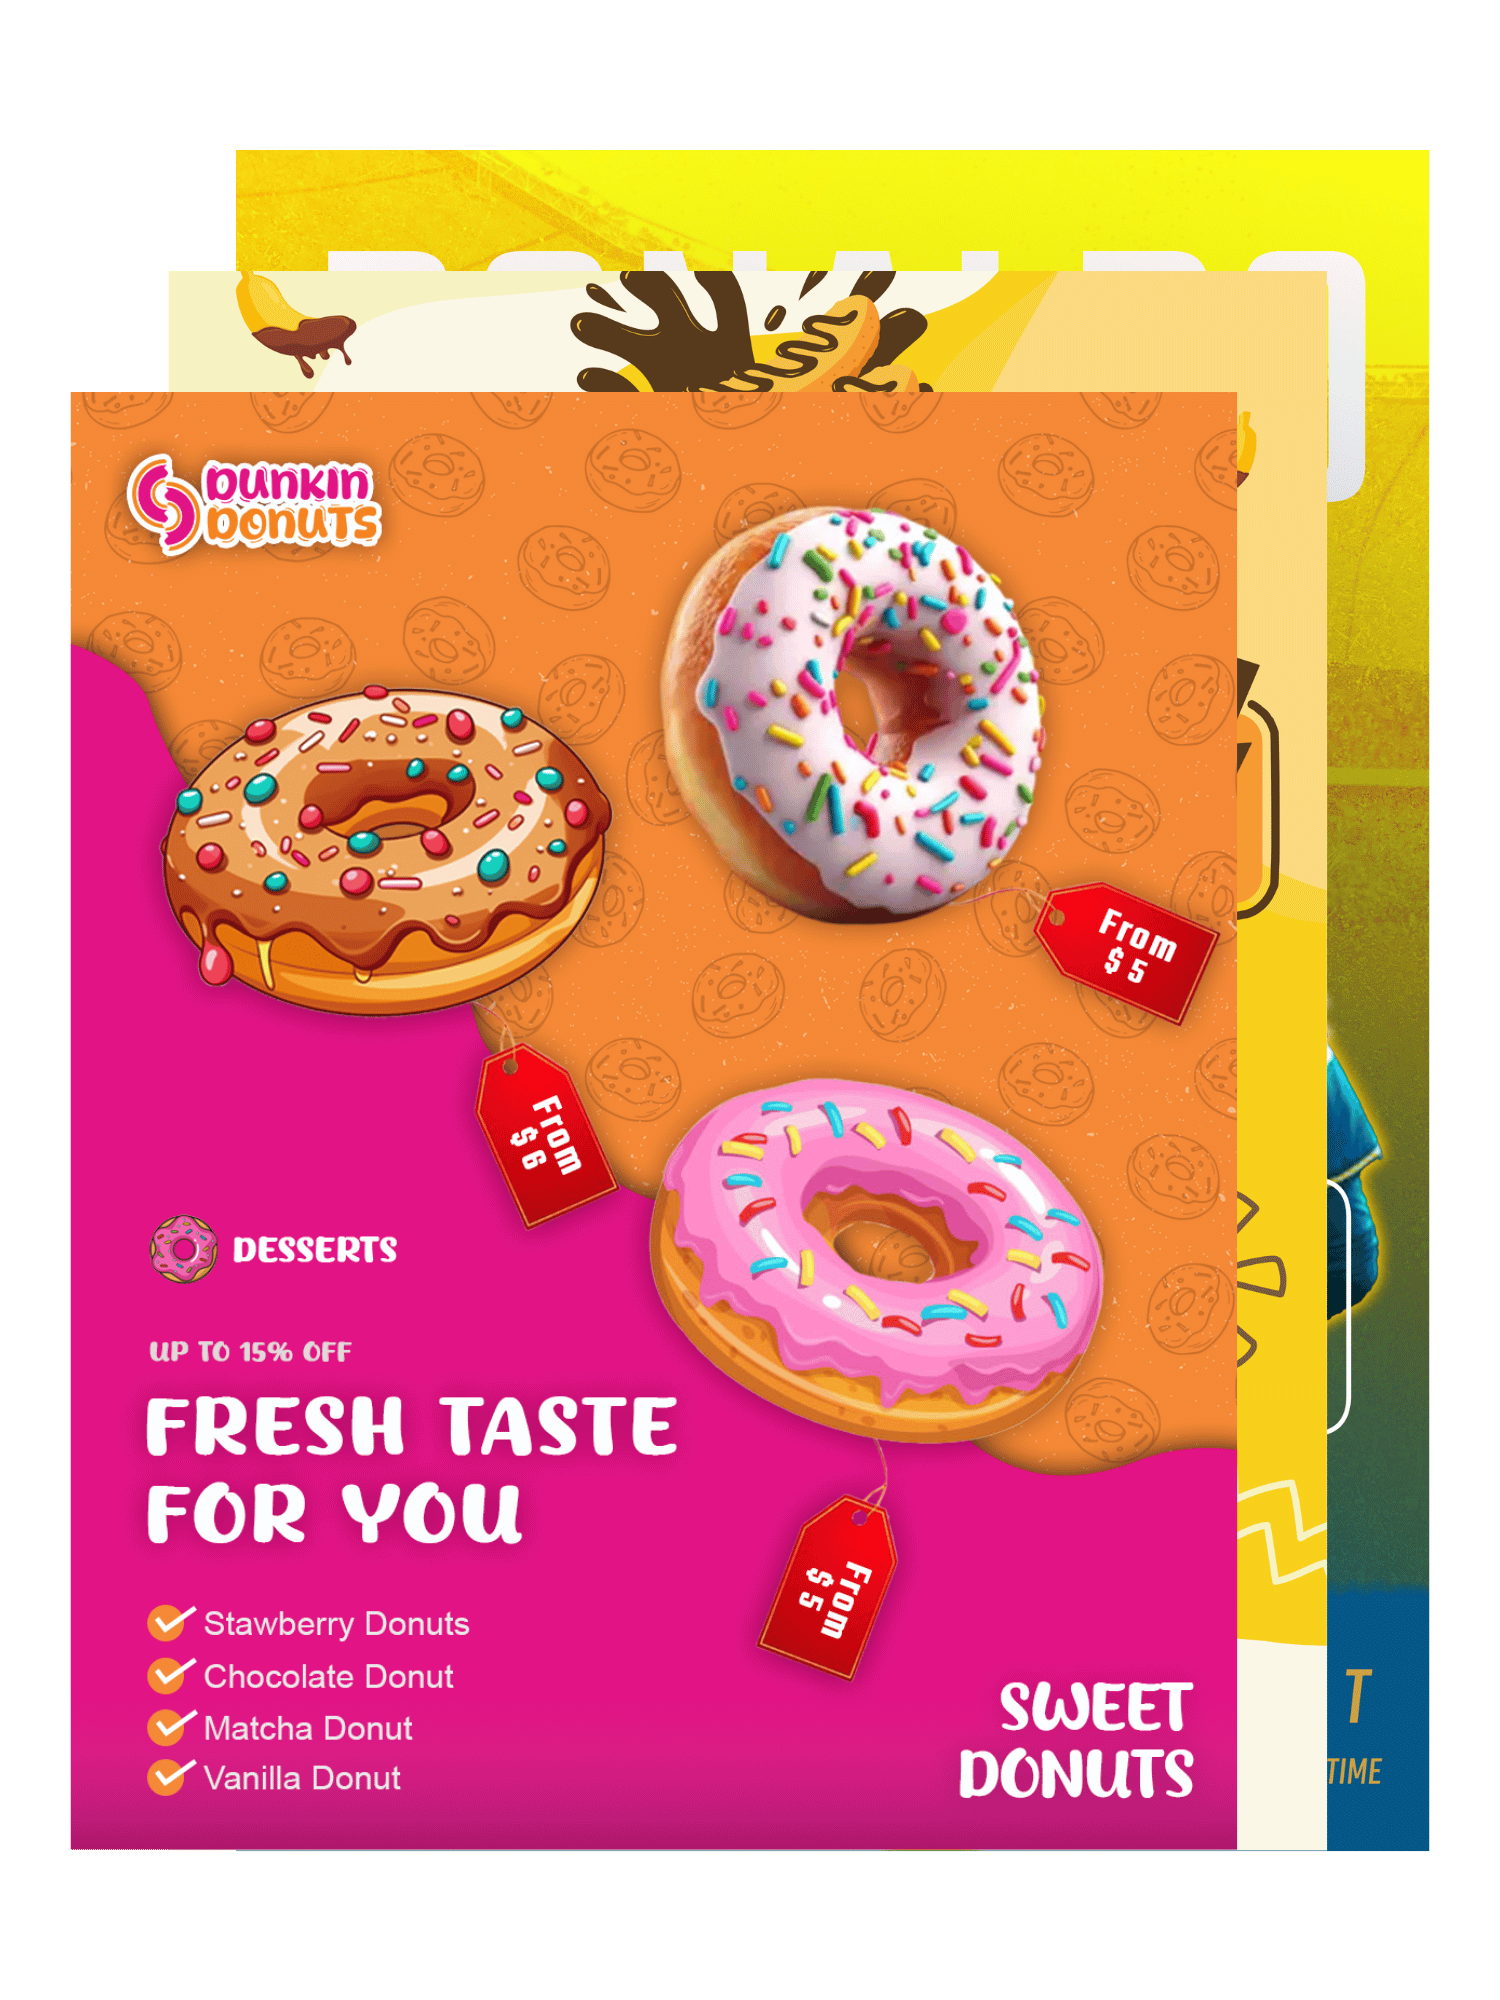 DUNKIN
DONUTS
From
$ 5
From
$ 6
DESSERTS
UP TO 15% OFF
FRESH TASTE
FOR YOU
From
$ 5
Stawberry Donuts
Chocolate Donut
Matcha Donut
Vanilla Donut
SWEET
DONUTS
T
TIME